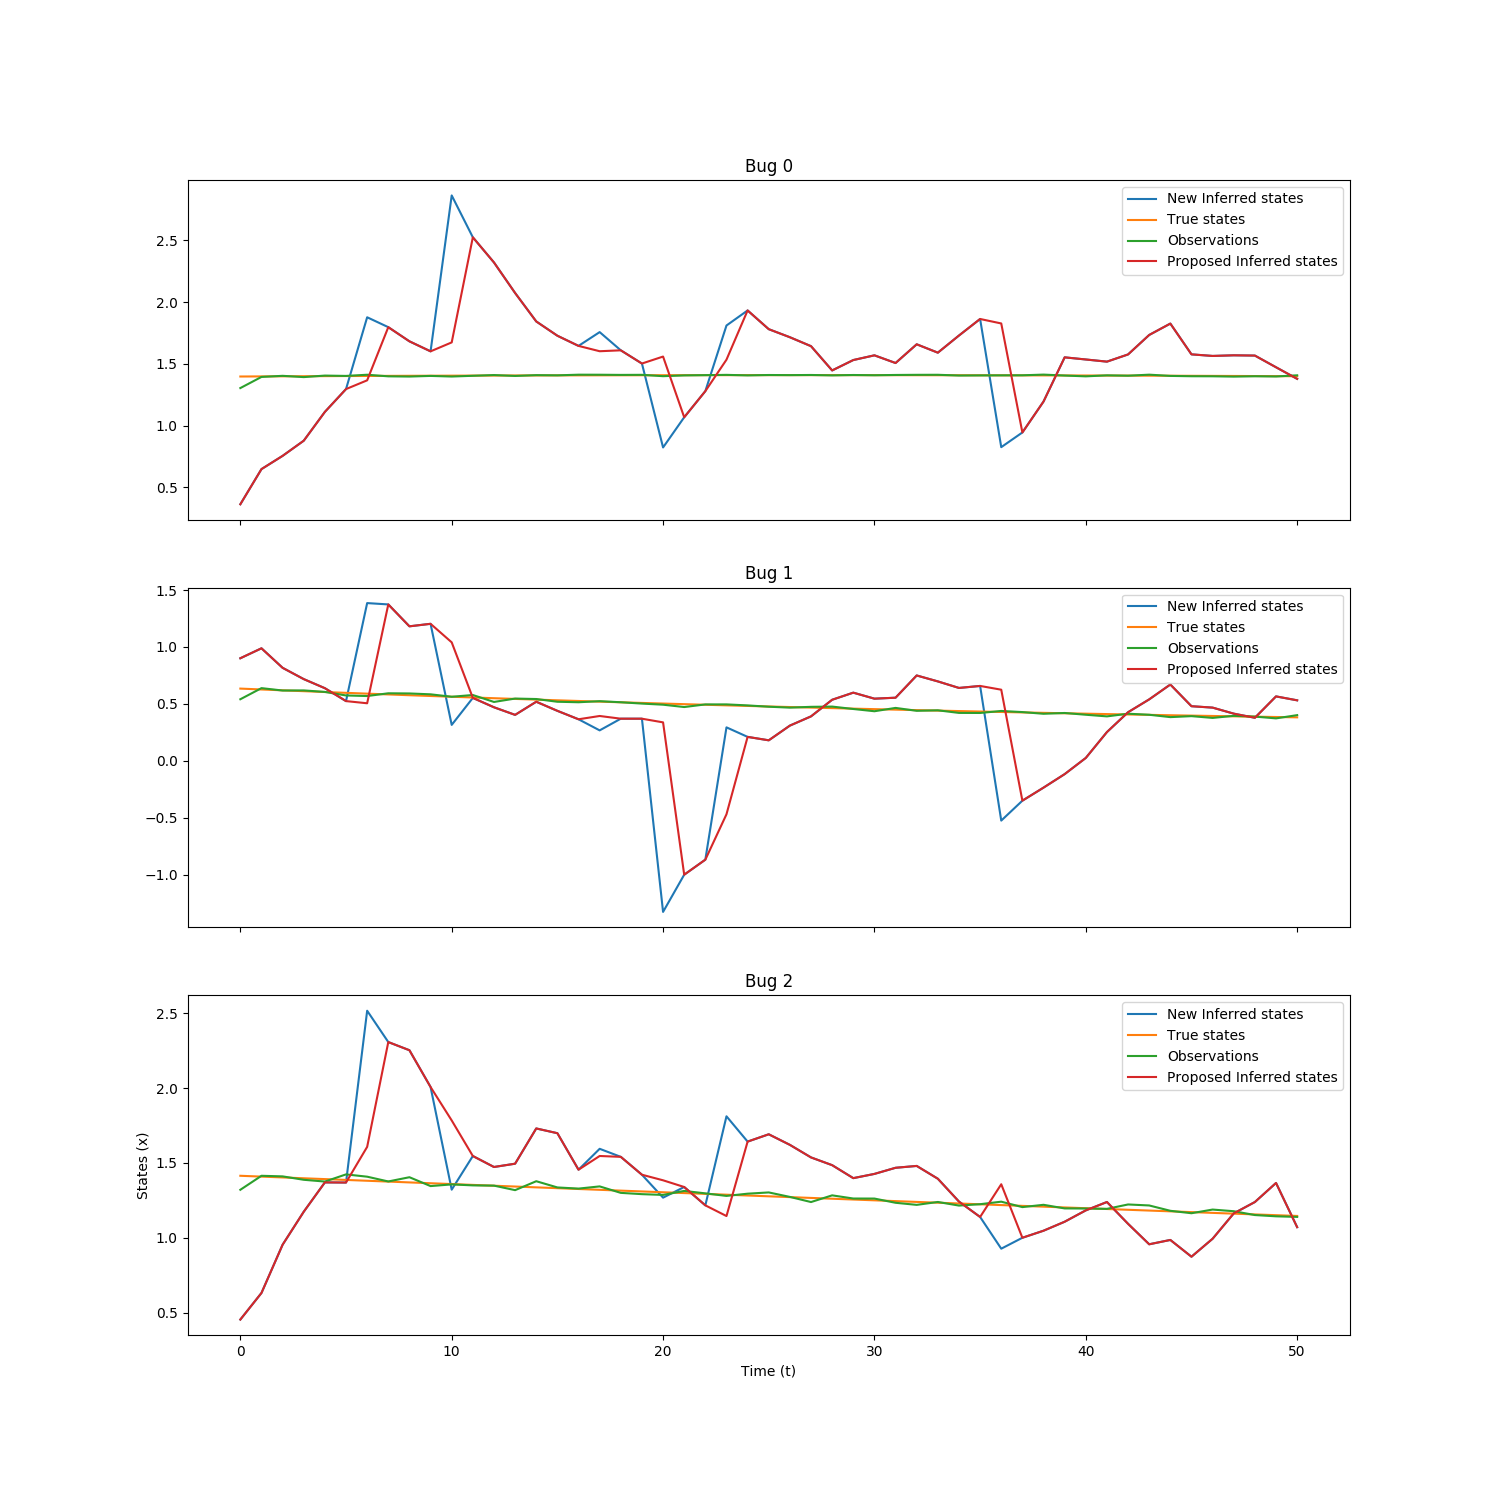 Bug 0
New Inferred states
True states
Observations
Proposed Inferred states
2.5
2.0
1.5
1.0
0.5
Bug 1
New Inferred states
True states
Observations
Proposed Inferred states
1.5
1.0
0.5
0.0
−0.5
−1.0
Bug 2
New Inferred states
True states
Observations
Proposed Inferred states
2.5
2.0
1.5
1.0
0.5
States (x)
0 10 20 30 40 50
Time (t)